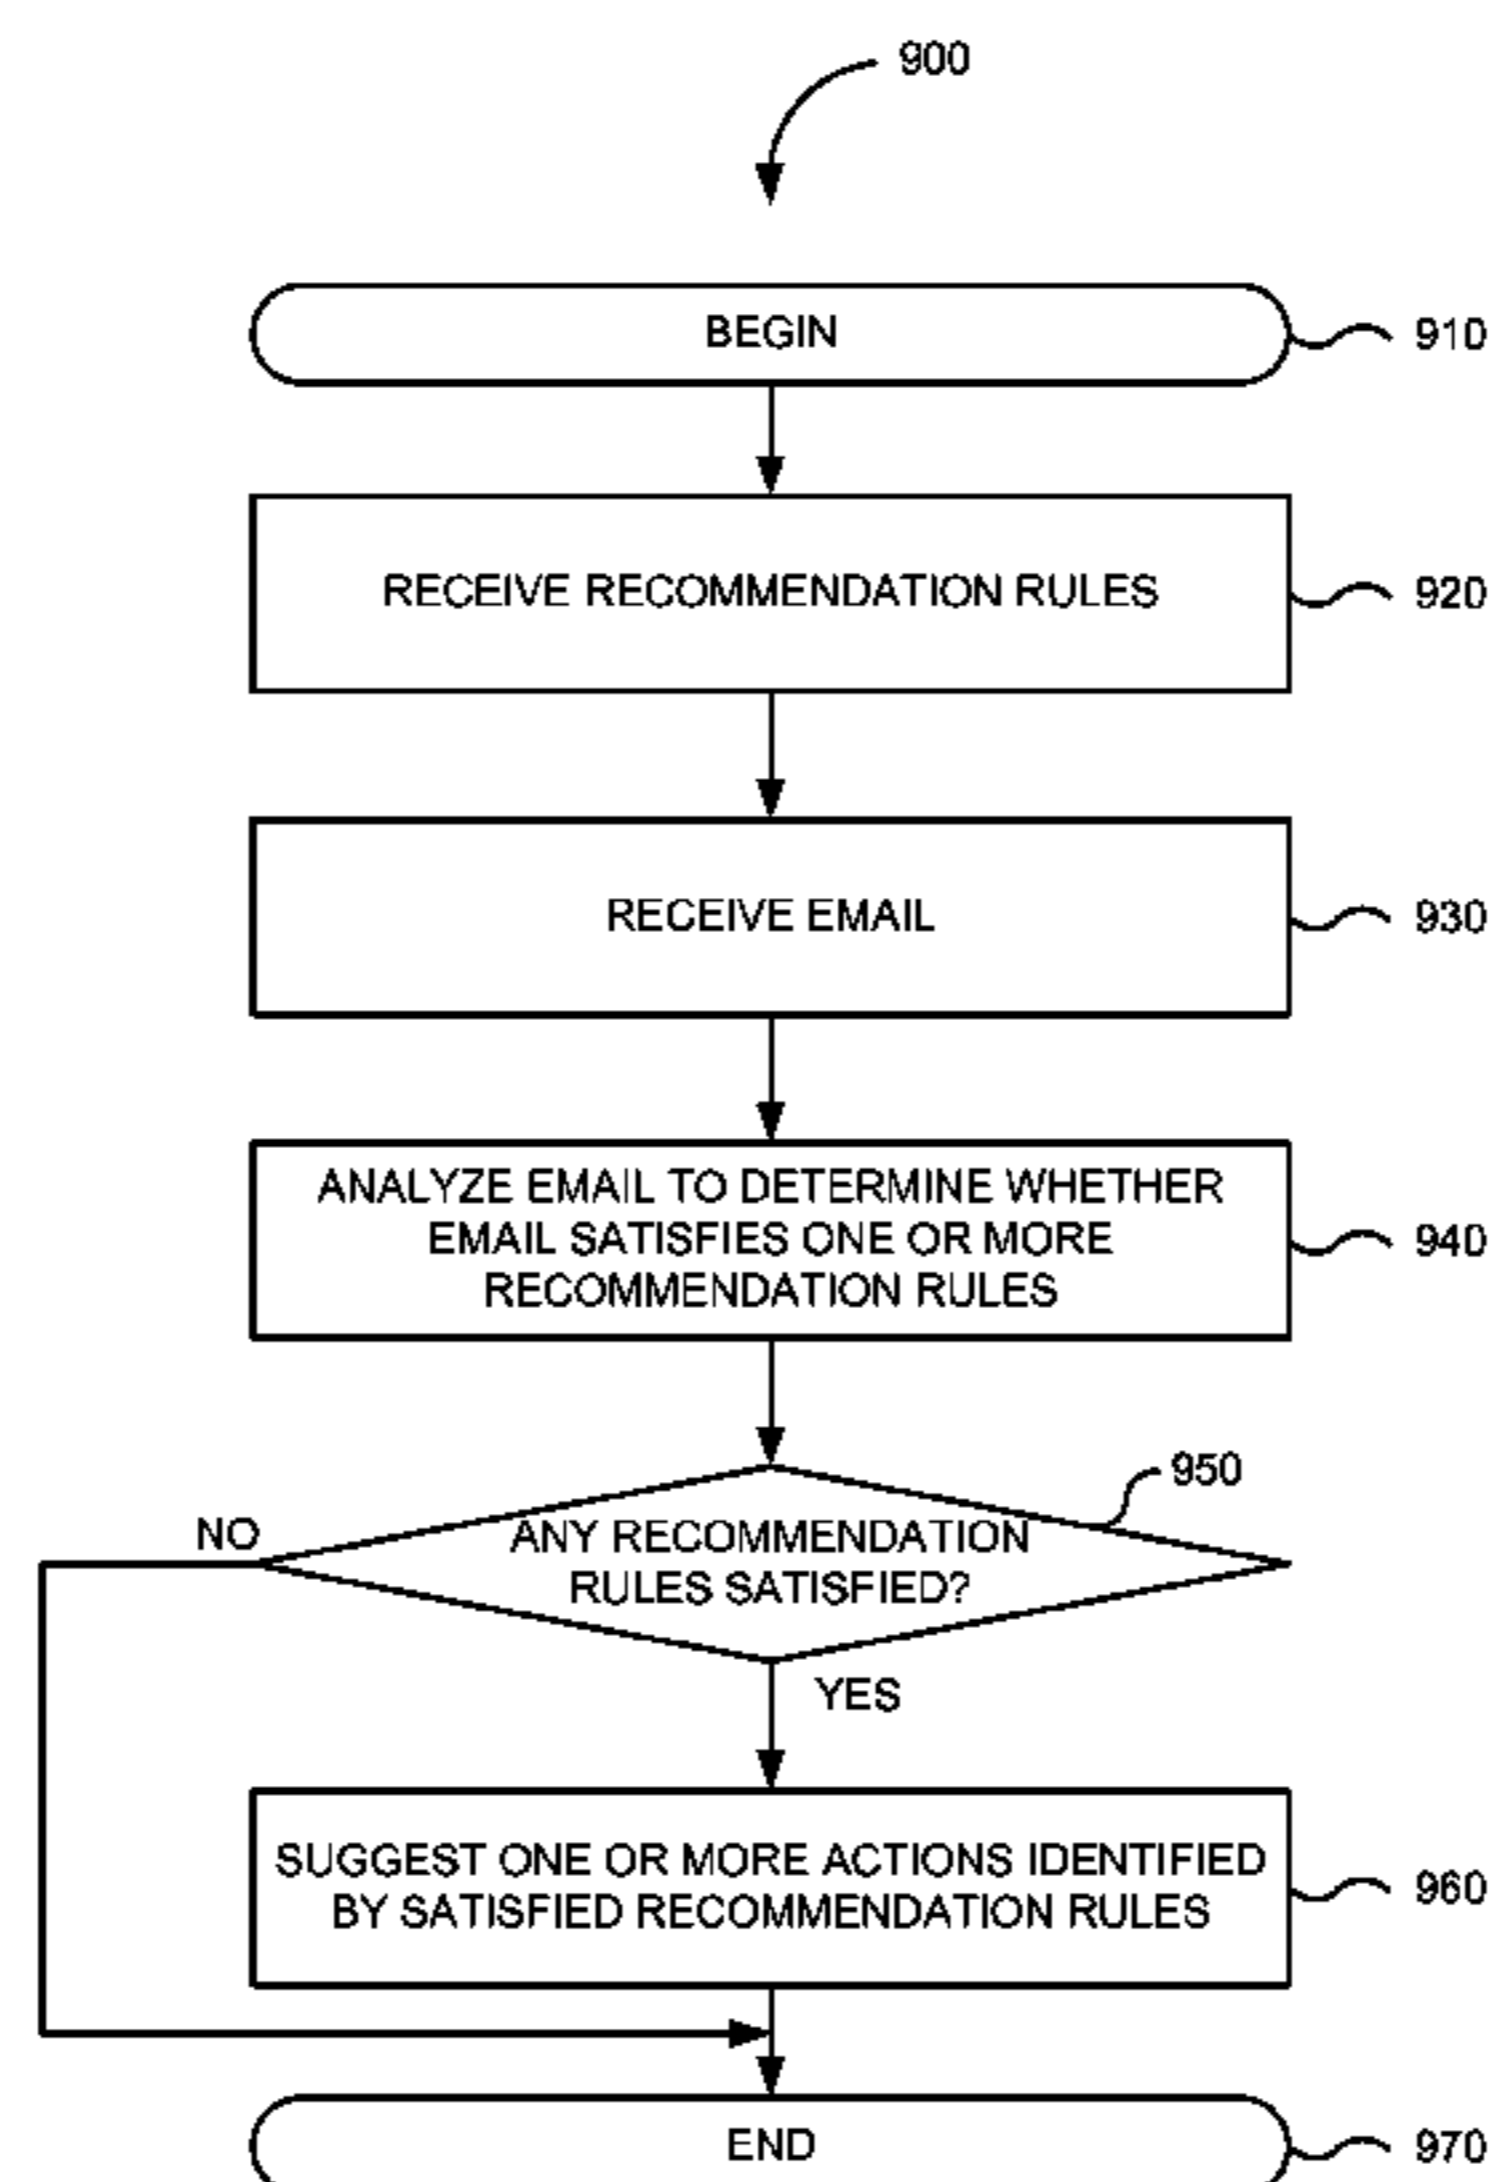 900
BEGIN
910
RECEIVE RECOMMENDATION RULES
920
RECEIVE EMAIL
930
ANALYZE EMAIL TO DETERMINE WHETHER
EMAIL SATISFIES ONE OR MORE
RECOMMENDATION RULES
940
950
NO
ANY RECOMMENDATION
RULES SATISFIED?
YES
SUGGEST ONE OR MORE ACTIONS IDENTIFIED
BY SATISFIED RECOMMENDATION RULES
960
END
970